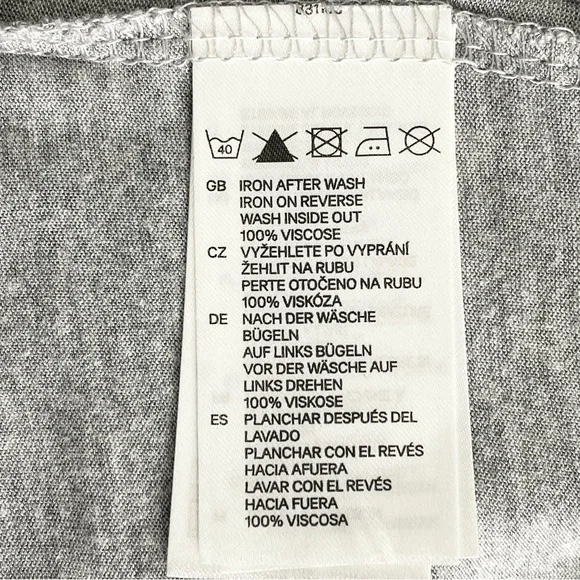 40
GB IRON AFTER WASH
IRON ON REVERSE
WASH INSIDE OUT
100% VISCOSE
CZ VYŽEHLETE PO VYPRÁNÍ
ŽEHLIT NA RUBU
PERTE OTOČENO NA RUBU
100% VISKÓZA
DE NACH DER WÄSCHE
BÜGELN
AUF LINKS BÜGELN
VOR DER WÄSCHE AUF
LINKS DREHEN
100% VISKOSE
ES PLANCHAR DESPUÉS DEL
LAVADO
PLANCHAR CON EL REVÉS
HACIA AFUERA
LAVAR CON EL REVÉS
HACIA FUERA
100% VISCOSA